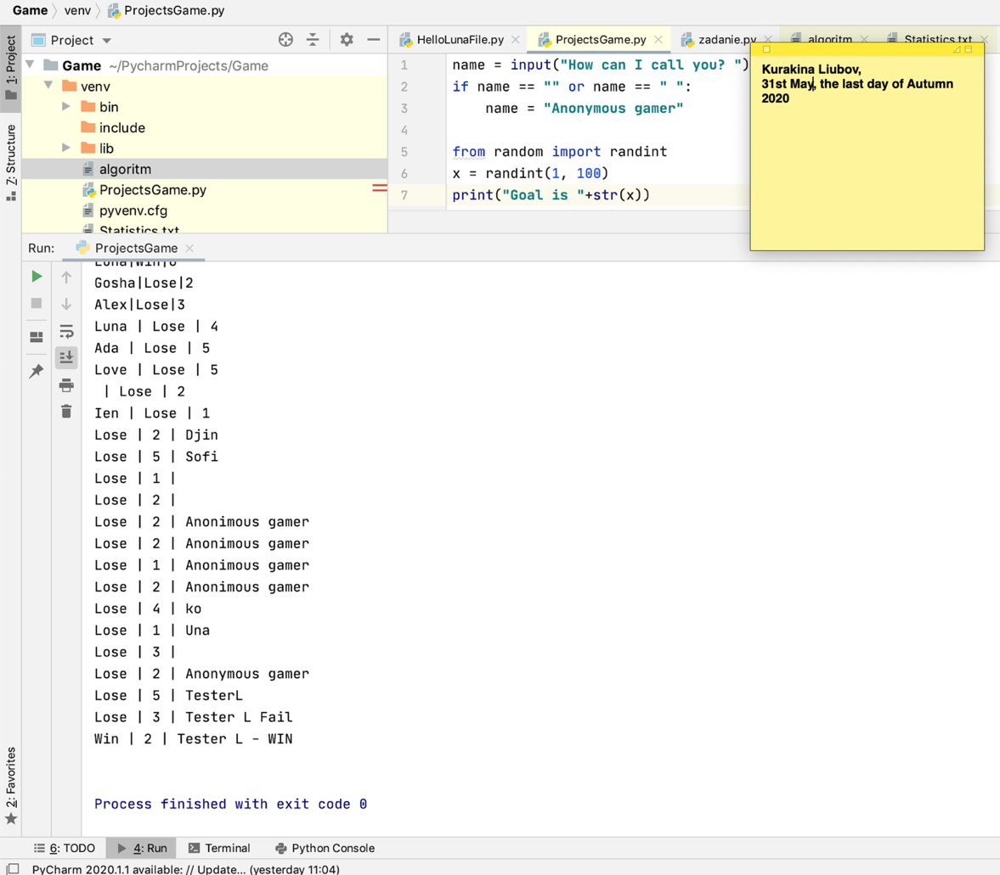 Game venv ProjectsGame.py
Project
HelloLunaFile.py ProjectsGame.py zadanie.py algoritm Statistics.txt
1: Project
7: Structure
2: Favorites
Game ~/PycharmProjects/Game
venv
bin
include
lib
algoritm
ProjectsGame.py
pyvenv.cfg
Statistics.txt
1 name = input("How can I call you? ")
2 if name == "" or name == " ":
3 name = "Anonymous gamer"
4
5 from random import randint
6 x = randint(1, 100)
7 print("Goal is "+str(x))
Kurakina Liubov,
31st May, the last day of Autumn
2020
Run: ProjectsGame
Luna|Win|6
Gosha|Lose|2
Alex|Lose|3
Luna | Lose | 4
Ada | Lose | 5
Love | Lose | 5
| Lose | 2
Ien | Lose | 1
Lose | 2 | Djin
Lose | 5 | Sofi
Lose | 1 |
Lose | 2 |
Lose | 2 | Anonimous gamer
Lose | 2 | Anonimous gamer
Lose | 1 | Anonimous gamer
Lose | 2 | Anonimous gamer
Lose | 4 | ko
Lose | 1 | Una
Lose | 3 |
Lose | 2 | Anonymous gamer
Lose | 5 | TesterL
Lose | 3 | Tester L Fail
Win | 2 | Tester L - WIN
Process finished with exit code 0
6: TODO 4: Run Terminal Python Console
PyCharm 2020.1.1 available: // Update... (yesterday 11:04)